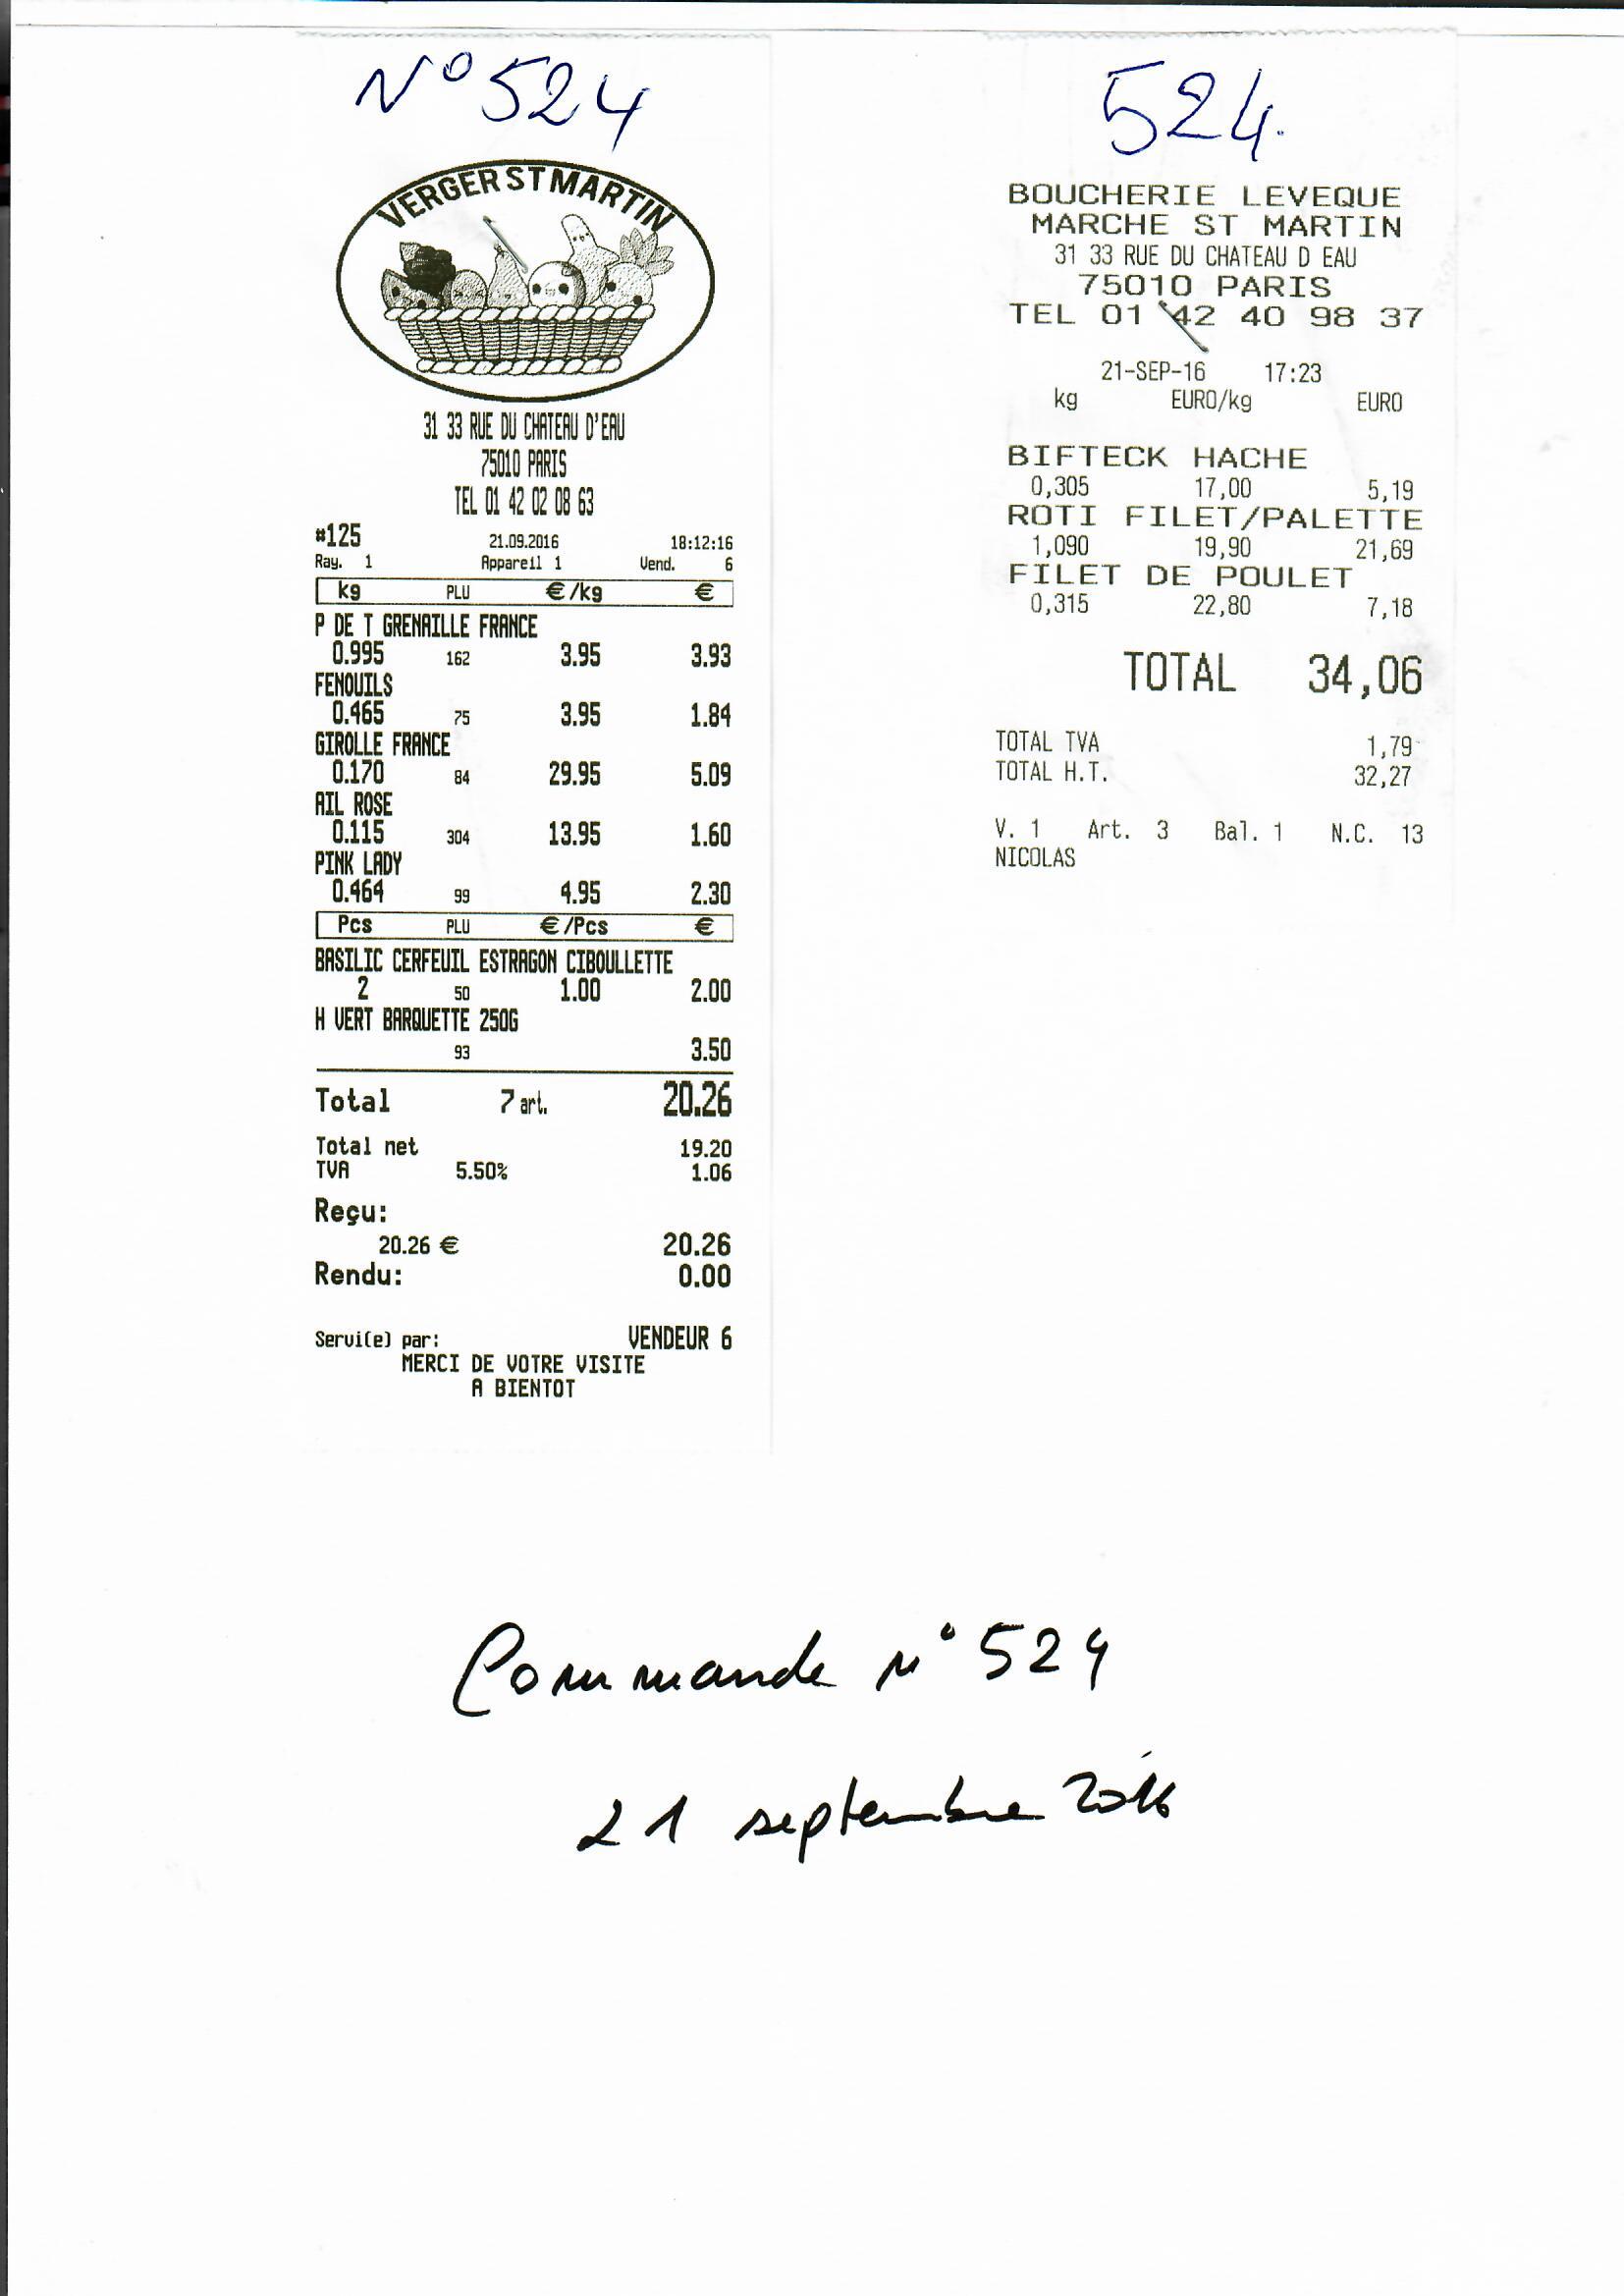 N° 524
VERGER ST MARTIN
31 33 RUE DU CHATEAU D'EAU
75010 PARIS
TEL 01 42 02 08 63
#125 21.09.2016 18:12:16
Ray. 1 Appareil 1 Vend. 6
kg PLU €/kg €
P DE T GRENAILLE FRANCE
0.995 162 3.95 3.93
FENOUILS
0.465 75 3.95 1.84
GIROLLE FRANCE
0.170 84 29.95 5.09
AIL ROSE
0.115 304 13.95 1.60
PINK LADY
0.464 99 4.95 2.30
Pcs PLU €/Pcs €
BASILIC CERFEUIL ESTRAGON CIBOULLETTE
2 50 1.00 2.00
H VERT BARQUETTE 250G
93 3.50
Total 7 art. 20.26
Total net 19.20
TVA 5.50% 1.06
Reçu:
20.26 € 20.26
Rendu: 0.00
Servi(e) par: VENDEUR 6
MERCI DE VOTRE VISITE
A BIENTOT
524.
BOUCHERIE LEVEQUE
MARCHE ST MARTIN
31 33 RUE DU CHATEAU D EAU
75010 PARIS
TEL 01 42 40 98 37
21-SEP-16 17:23
kg EURO/kg EURO
BIFTECK HACHE
0,305 17,00 5,19
ROTI FILET/PALETTE
1,090 19,90 21,69
FILET DE POULET
0,315 22,80 7,18
TOTAL 34,06
TOTAL TVA 1,79
TOTAL H.T. 32,27
V. 1 Art. 3 Bal. 1 N.C. 13
NICOLAS
Commande n° 524
21 septembre 2016